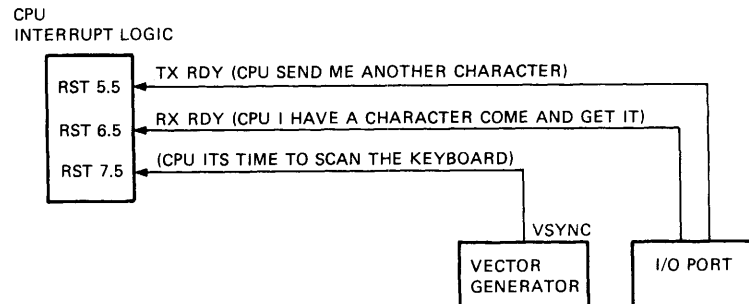 CPU
INTERRUPT LOGIC
RST 5.5
TX RDY (CPU SEND ME ANOTHER CHARACTER)
RST 6.5
RX RDY (CPU I HAVE A CHARACTER COME AND GET IT)
RST 7.5
(CPU ITS TIME TO SCAN THE KEYBOARD)
VSYNC
VECTOR
GENERATOR
I/O PORT